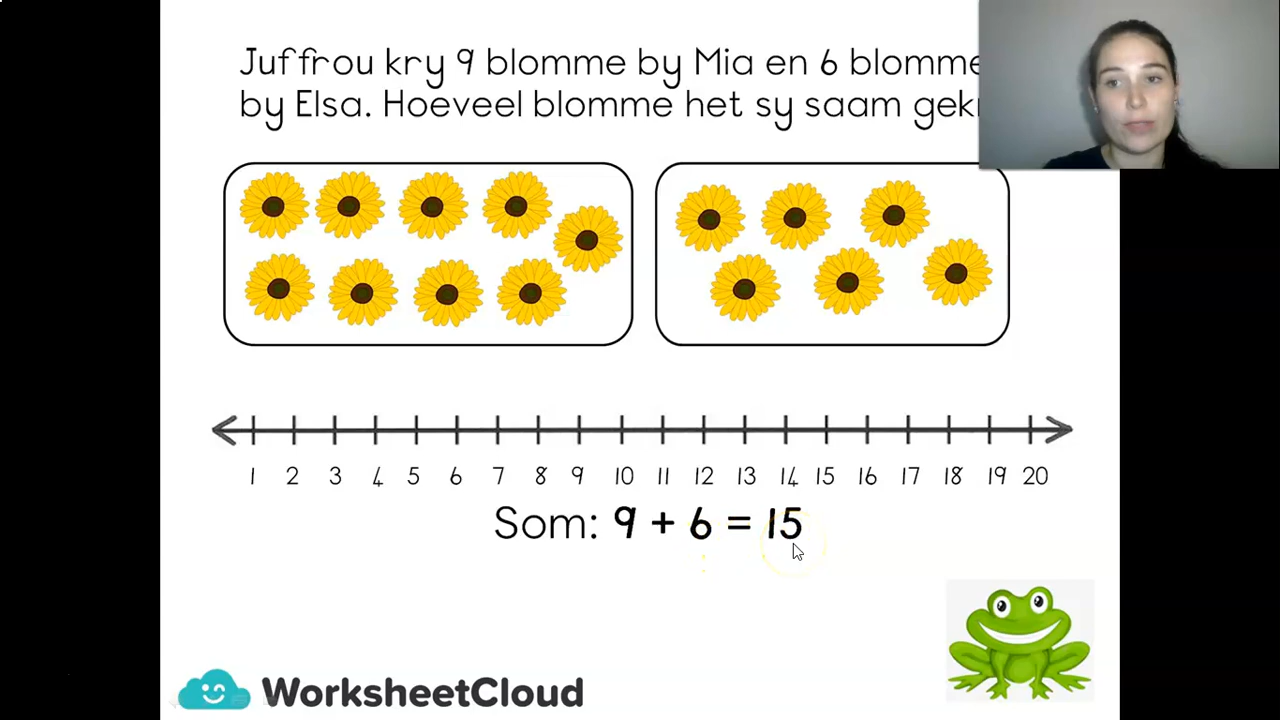 Juffrou kry 9 blomme by Mia en 6 blomme
by Elsa. Hoeveel blomme het sy saam
1 2 3 4 5 6 7 8 9 10 11 12 13 14 15 16 17 18 19 20
Som: 9 + 6 = 15
WorksheetCloud